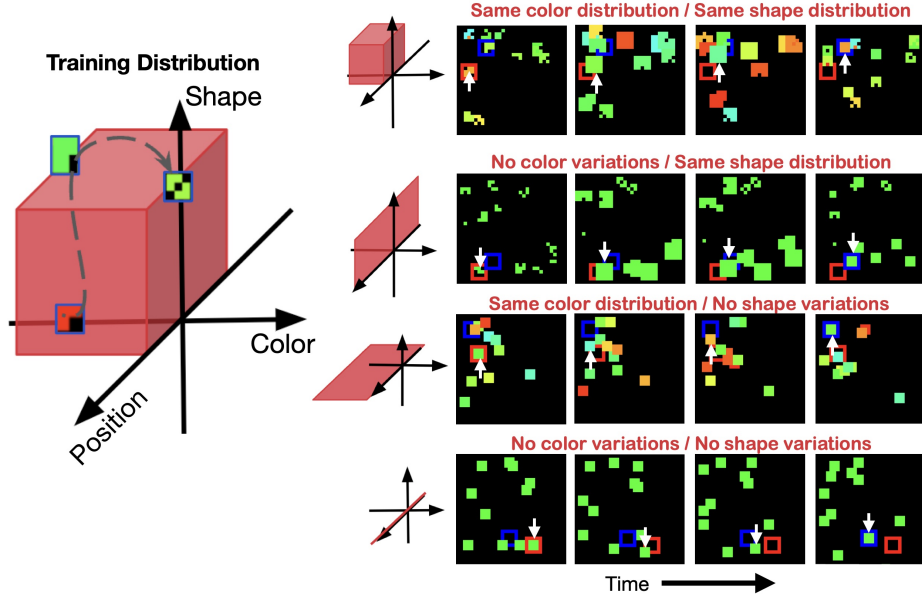 Same color distribution / Same shape distribution
Training Distribution
Shape
No color variations / Same shape distribution
Same color distribution / No shape variations
Color
Position
No color variations / No shape variations
Time